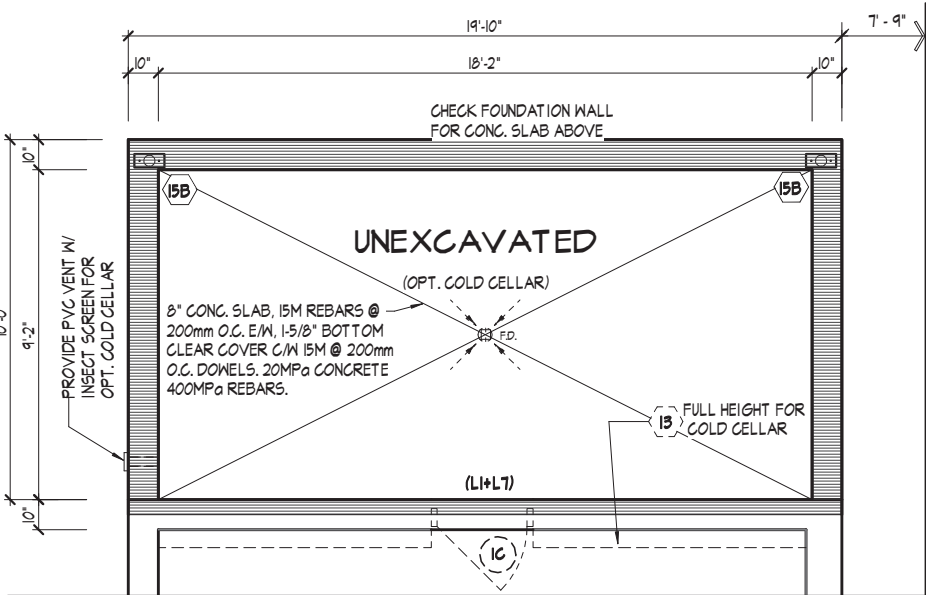 19'-10"
7' - 9"
10"
18'-2"
10"
CHECK FOUNDATION WALL
FOR CONC. SLAB ABOVE
10"
15B
15B
UNEXCAVATED
(OPT. COLD CELLAR)
PROVIDE PVC VENT W/
INSECT SCREEN FOR
OPT. COLD CELLAR
9'-2"
8" CONC. SLAB, 15M REBARS @
200mm O.C. E/W, 1-5/8" BOTTOM
CLEAR COVER C/W 15M @ 200mm
O.C. DOWELS. 20MPa CONCRETE
400MPa REBARS.
F.D.
13
FULL HEIGHT FOR
COLD CELLAR
(L1+L7)
10"
1C